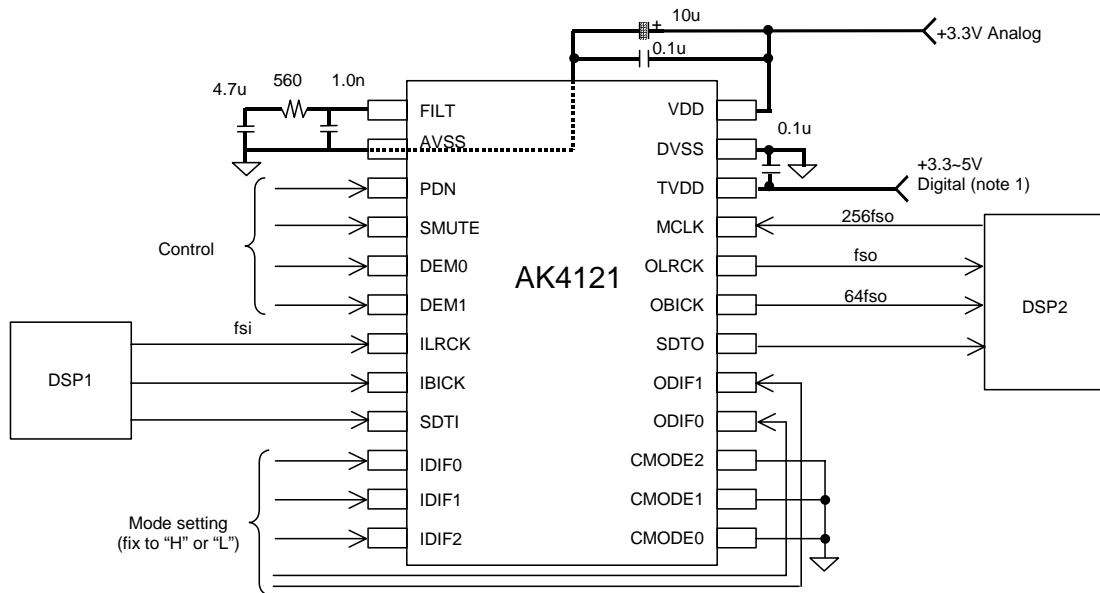 10u
+
+3.3V Analog
0.1u
560
1.0n
4.7u
FILT
VDD
0.1u
AVSS
DVSS
+3.3~5V
Digital (note 1)
PDN
TVDD
SMUTE
MCLK
256fso
Control
DEM0
AK4121
OLRCK
fso
DEM1
OBICK
64fso
DSP2
fsi
ILRCK
SDTO
DSP1
IBICK
ODIF1
SDTI
ODIF0
IDIF0
CMODE2
IDIF1
CMODE1
Mode setting
(fix to “H” or “L”)
IDIF2
CMODE0